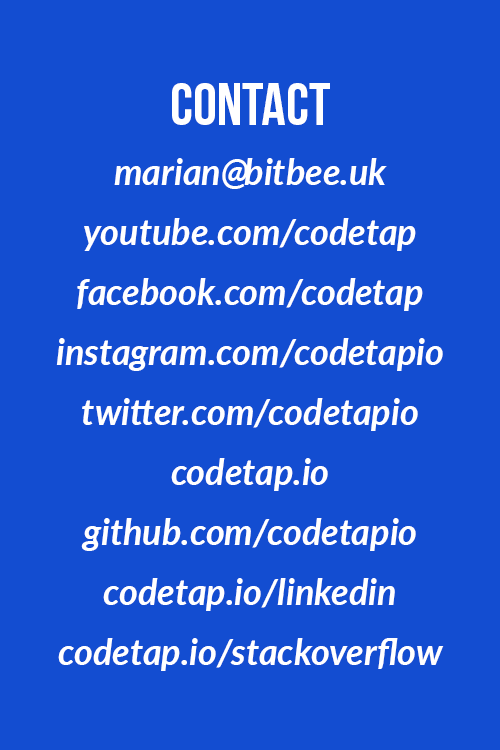 CONTACT
marian@bitbee.uk
youtube.com/codetap
facebook.com/codetap
instagram.com/codetapio
twitter.com/codetapio
codetap.io
github.com/codetapio
codetap.io/linkedin
codetap.io/stackoverflow